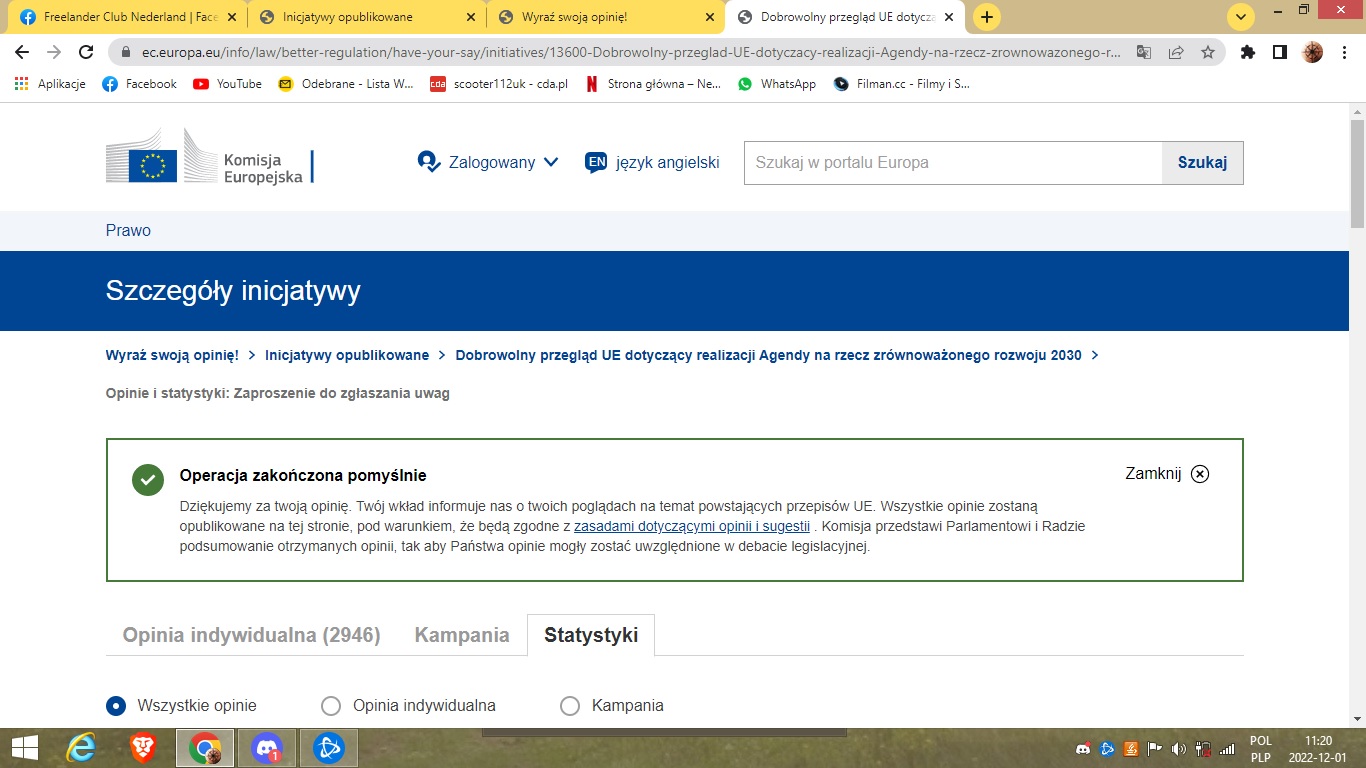 Freelander Club Nederland | Face
Inicjatywy opublikowane
Wyraź swoją opinię!
Dobrowolny przegląd UE dotycza
ec.europa.eu/info/law/better-regulation/have-your-say/initiatives/13600-Dobrowolny-przeglad-UE-dotyczacy-realizacji-Agendy-na-rzecz-zrownowazonego-r...
Aplikacje
Facebook
YouTube
Odebrane - Lista W...
cda
scooter112uk - cda.pl
Strona główna – Ne...
WhatsApp
Filman.cc - Filmy i S...
Komisja
Europejska
Zalogowany
EN
język angielski
Szukaj w portalu Europa
Szukaj
Prawo
Szczegóły inicjatywy
Wyraź swoją opinię! > Inicjatywy opublikowane > Dobrowolny przegląd UE dotyczący realizacji Agendy na rzecz zrównoważonego rozwoju 2030 >
Opinie i statystyki: Zaproszenie do zgłaszania uwag
Operacja zakończona pomyślnie
Zamknij
Dziękujemy za twoją opinię. Twój wkład informuje nas o twoich poglądach na temat powstających przepisów UE. Wszystkie opinie zostaną
opublikowane na tej stronie, pod warunkiem, że będą zgodne z zasadami dotyczącymi opinii i sugestii . Komisja przedstawi Parlamentowi i Radzie
podsumowanie otrzymanych opinii, tak aby Państwa opinie mogły zostać uwzględnione w debacie legislacyjnej.
Opinia indywidualna (2946)
Kampania
Statystyki
Wszystkie opinie
Opinia indywidualna
Kampania
1
POL
PLP
11:20
2022-12-01